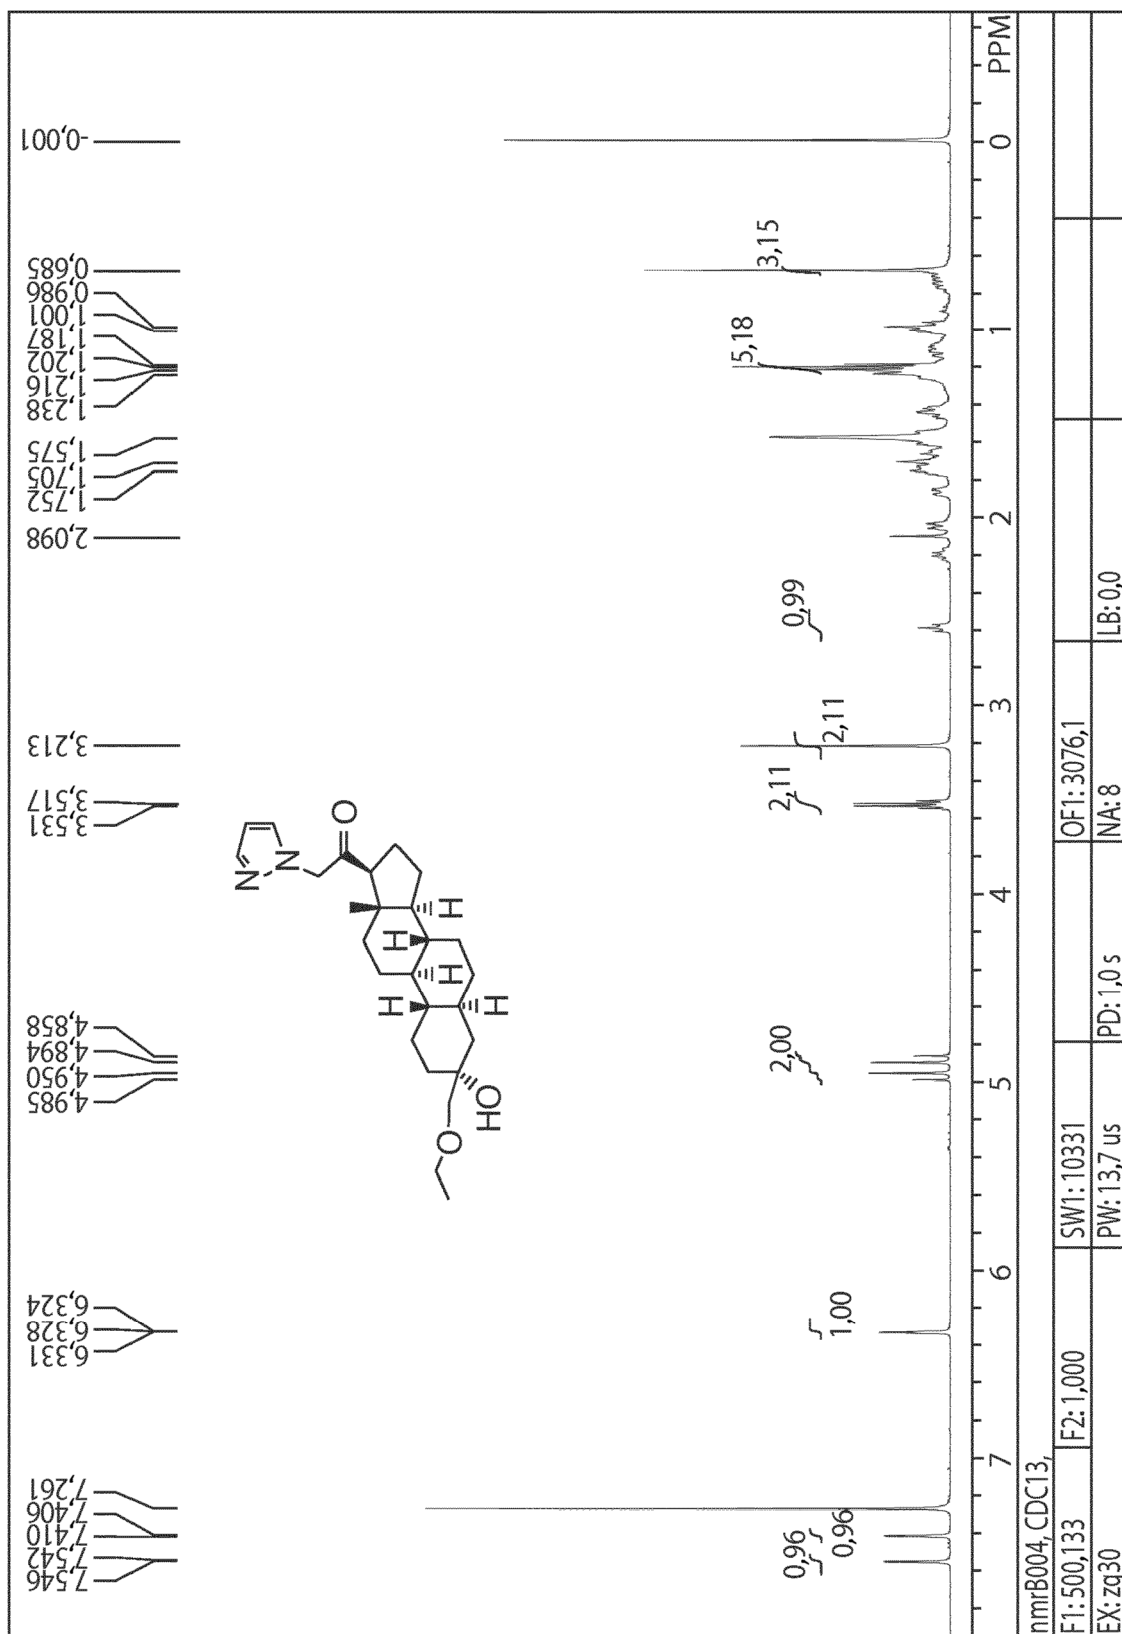 7,546
7,542
7,410
7,406
7,261
6,331
6,328
6,324
4,985
4,950
4,894
4,858
3,531
3,517
3,213
2,098
1,752
1,705
1,575
1,238
1,216
1,202
1,187
1,001
0,986
0,685
-0,001
N
N
O
H
H
H
H
H
O
OH
0,96
0,96
1,00
2,00
2,11
2,11
0,99
5,18
3,15
7 6 5 4 3 2 1 0 PPM
nmrB004, CDC13,
F1: 500,133 F2: 1,000 SW1: 10331 OF1: 3076,1
EX: zq30 PW: 13,7 us PD: 1,0 s NA: 8 LB: 0,0